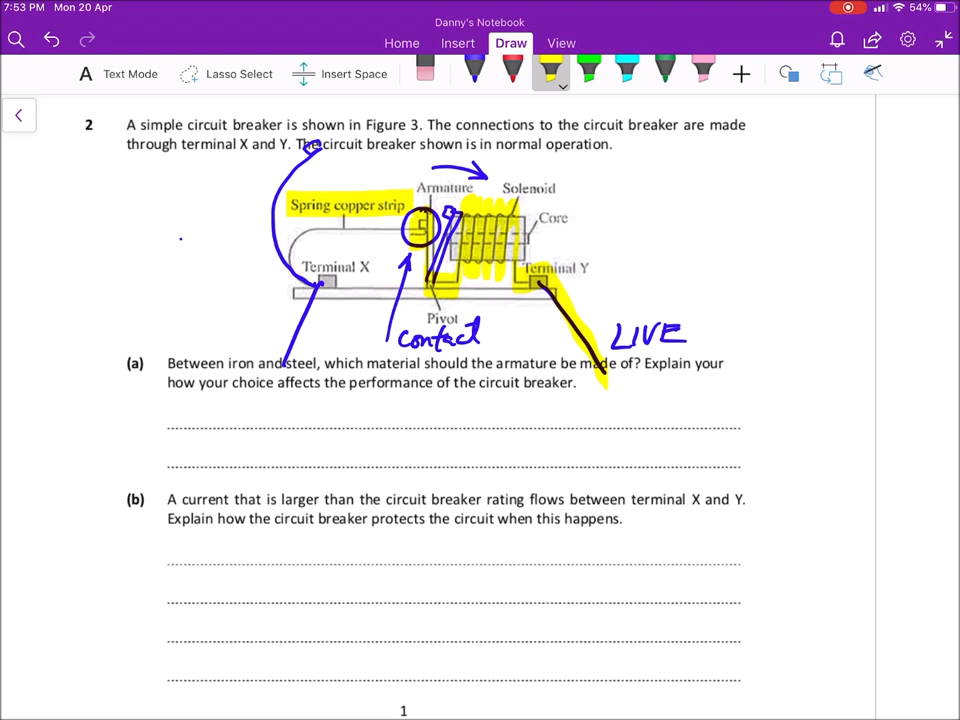 7:53 PM Mon 20 Apr
54%
Danny's Notebook
Home Insert Draw View
A Text Mode Lasso Select Insert Space
2 A simple circuit breaker is shown in Figure 3. The connections to the circuit breaker are made
through terminal X and Y. The circuit breaker shown is in normal operation.
Armature Solenoid
Spring copper strip
Core
Terminal X Terminal Y
Pivot
contact LIVE
(a) Between iron and steel, which material should the armature be made of? Explain your
how your choice affects the performance of the circuit breaker.
(b) A current that is larger than the circuit breaker rating flows between terminal X and Y.
Explain how the circuit breaker protects the circuit when this happens.
1